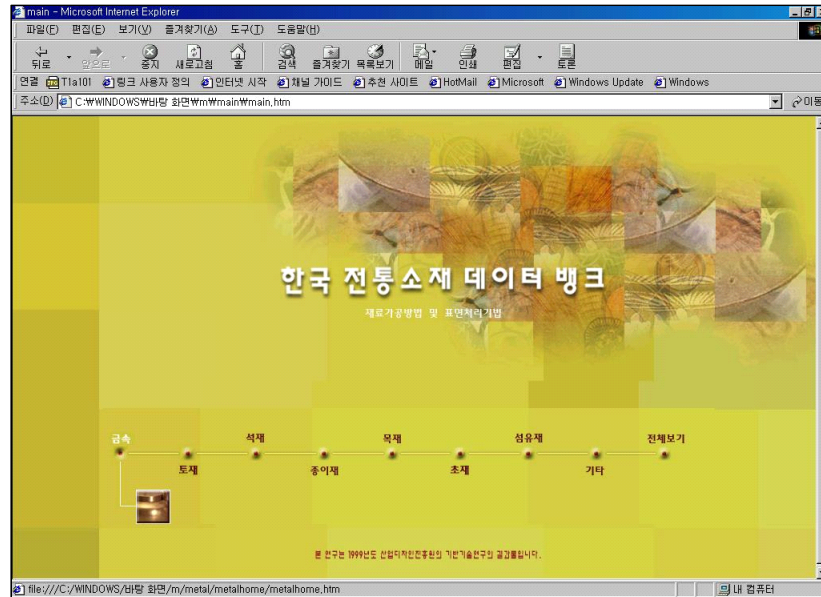 main - Microsoft Internet Explorer
파일(F) 편집(E) 보기(V) 즐겨찾기(A) 도구(T) 도움말(H)
뒤로 앞으로 중지 새로고침 홈 검색 즐겨찾기 목록보기 메일 인쇄 편집 토론
연결 T1a101 링크 사용자 정의 인터넷 시작 채널 가이드 추천 사이트 HotMail Microsoft Windows Update Windows
주소(D) C:₩WINDOWS₩바탕 화면₩m₩main₩main.htm 이동
한국 전통소재 데이터 뱅크
재료가공방법 및 표면처리기법
금속 석재 목재 섬유재 전체보기
토재 종이재 초재 기타
본 연구는 1999년도 산업디자인진흥원의 기반기술연구의 결과물입니다.
file:///C:/WINDOWS/바탕 화면/m/metal/metalhome/metalhome.htm 내 컴퓨터